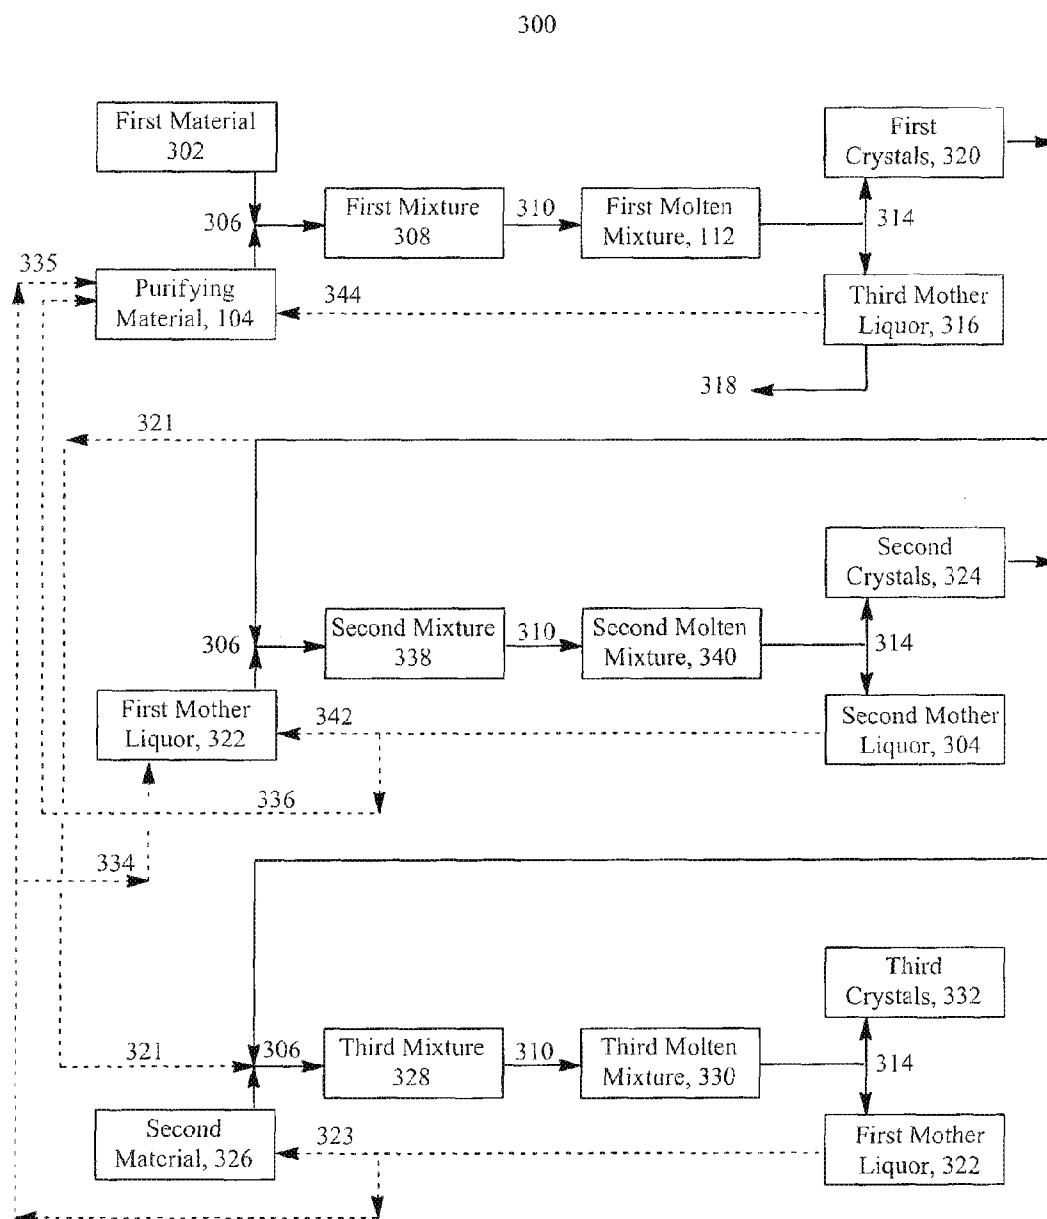 300
First Material
302
First
Crystals, 320
306
First Mixture
308
310
First Molten
Mixture, 112
314
335
Purifying
Material, 104
344
Third Mother
Liquor, 316
318
321
Second
Crystals, 324
306
Second Mixture
338
310
Second Molten
Mixture, 340
314
First Mother
Liquor, 322
342
Second Mother
Liquor, 304
336
334
Third
Crystals, 332
321
306
Third Mixture
328
310
Third Molten
Mixture, 330
314
Second
Material, 326
323
First Mother
Liquor, 322